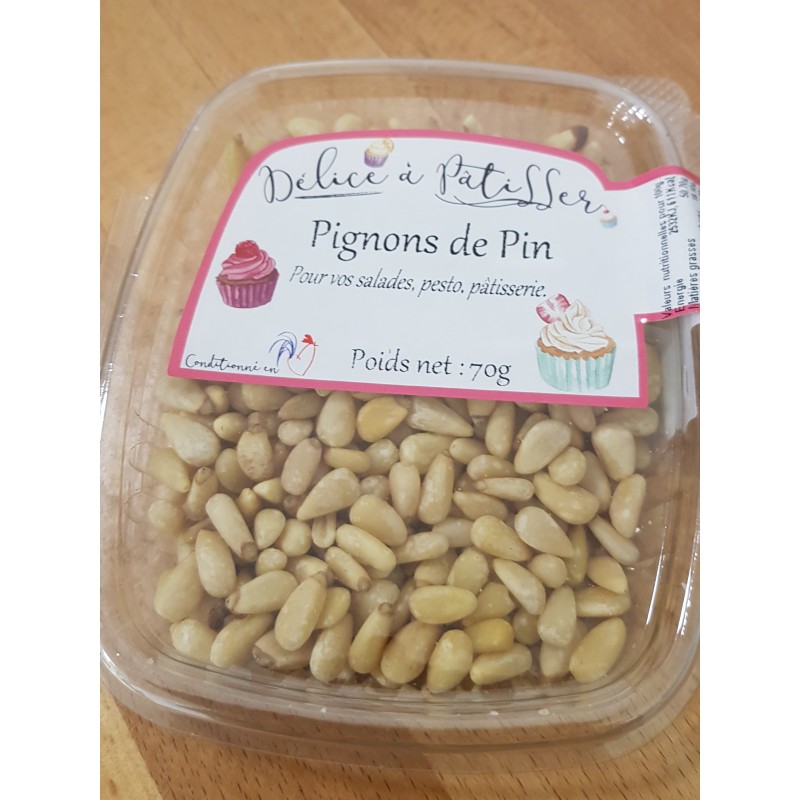 Délice à Pâtisser
Pignons de Pin
Pour vos salades, pesto, pâtisserie.
Conditionné en
Poids net : 70g
Valeurs nutritionnelles pour 100g
Energie
Matières grasses